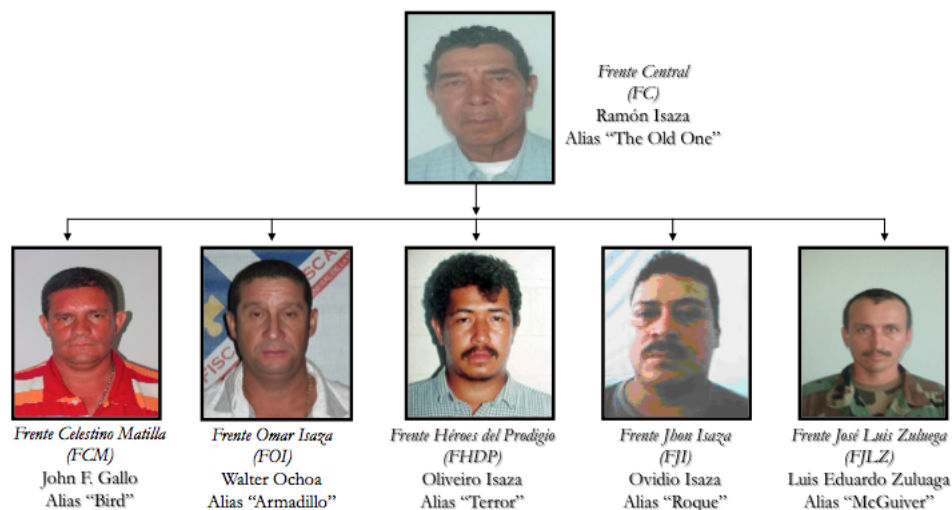 Frente Central
(FC)
Ramón Isaza
Alias “The Old One”
FISCA
FISC
Frente Celestino Matilla
(FCM)
John F. Gallo
Alias “Bird”
Frente Omar Isaza
(FOI)
Walter Ochoa
Alias “Armadillo”
Frente Héroes del Prodigio
(FHDP)
Oliveiro Isaza
Alias “Terror”
Frente Jhon Isaza
(FJI)
Ovidio Isaza
Alias “Roque”
Frente José Luis Zuluega
(FJLZ)
Luis Eduardo Zuluaga
Alias “McGuiver”